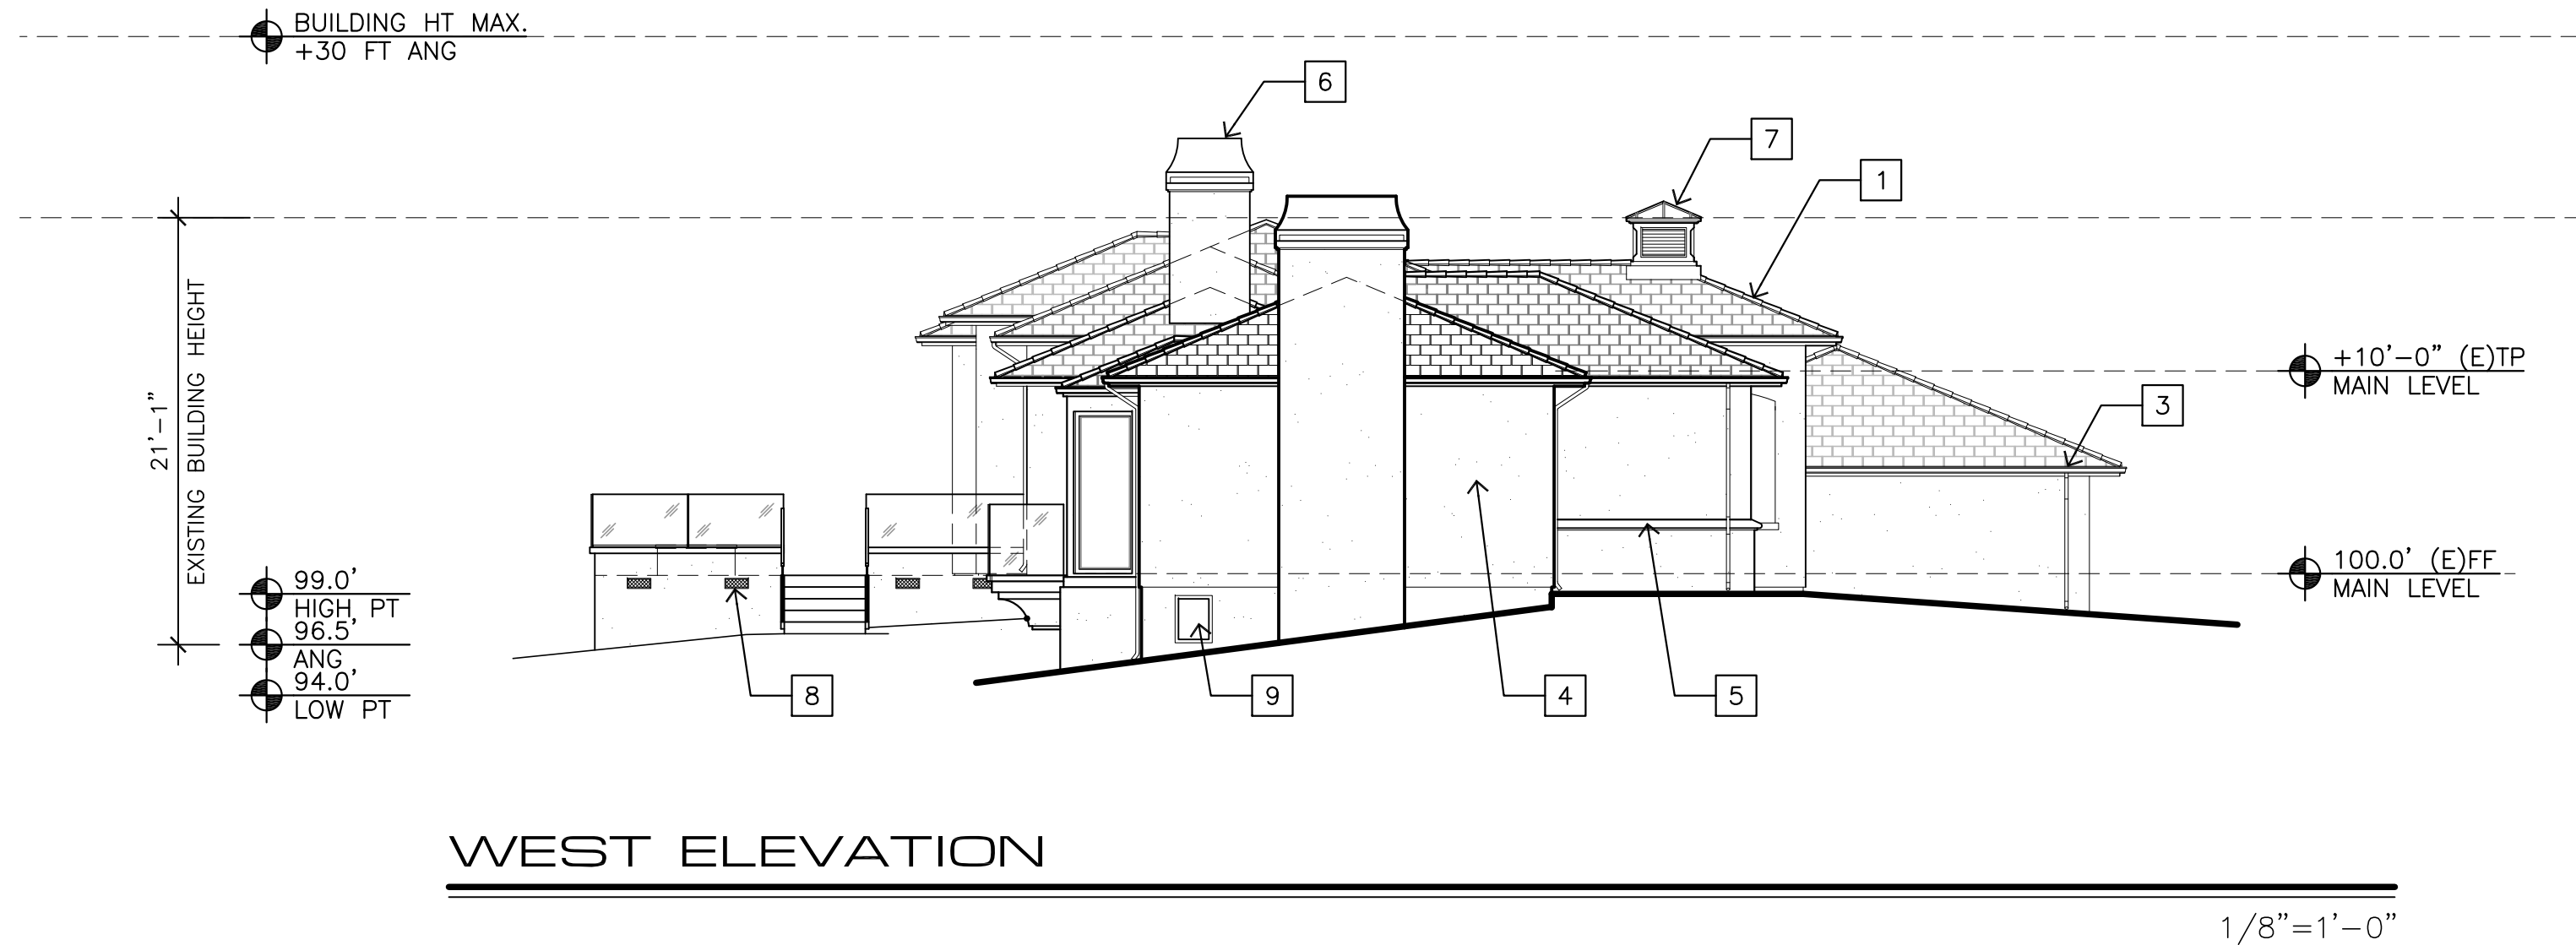 BUILDING HT MAX.
+30 FT ANG
6
7
1
21'-1"
EXISTING BUILDING HEIGHT
+10'-0" (E)TP
MAIN LEVEL
3
99.0'
HIGH PT
96.5'
ANG
94.0'
LOW PT
100.0' (E)FF
MAIN LEVEL
8
9
4
5
WEST ELEVATION
1/8"=1'-0"